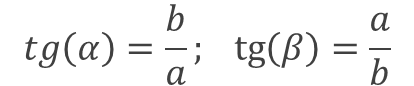 tg(α) = b/a; tg(β) = a/b